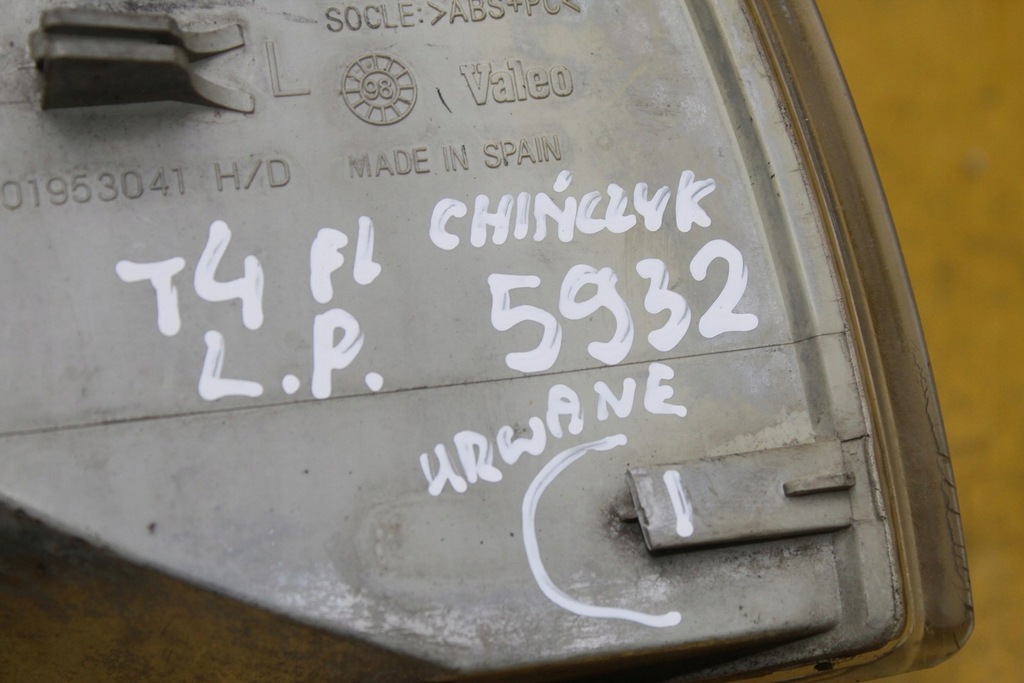 SOCLE:>ABS+PC<
L 98 Valeo
01953041 H/D MADE IN SPAIN
T4 FL CHIŃCZYK
L.P. 5932
URWANE